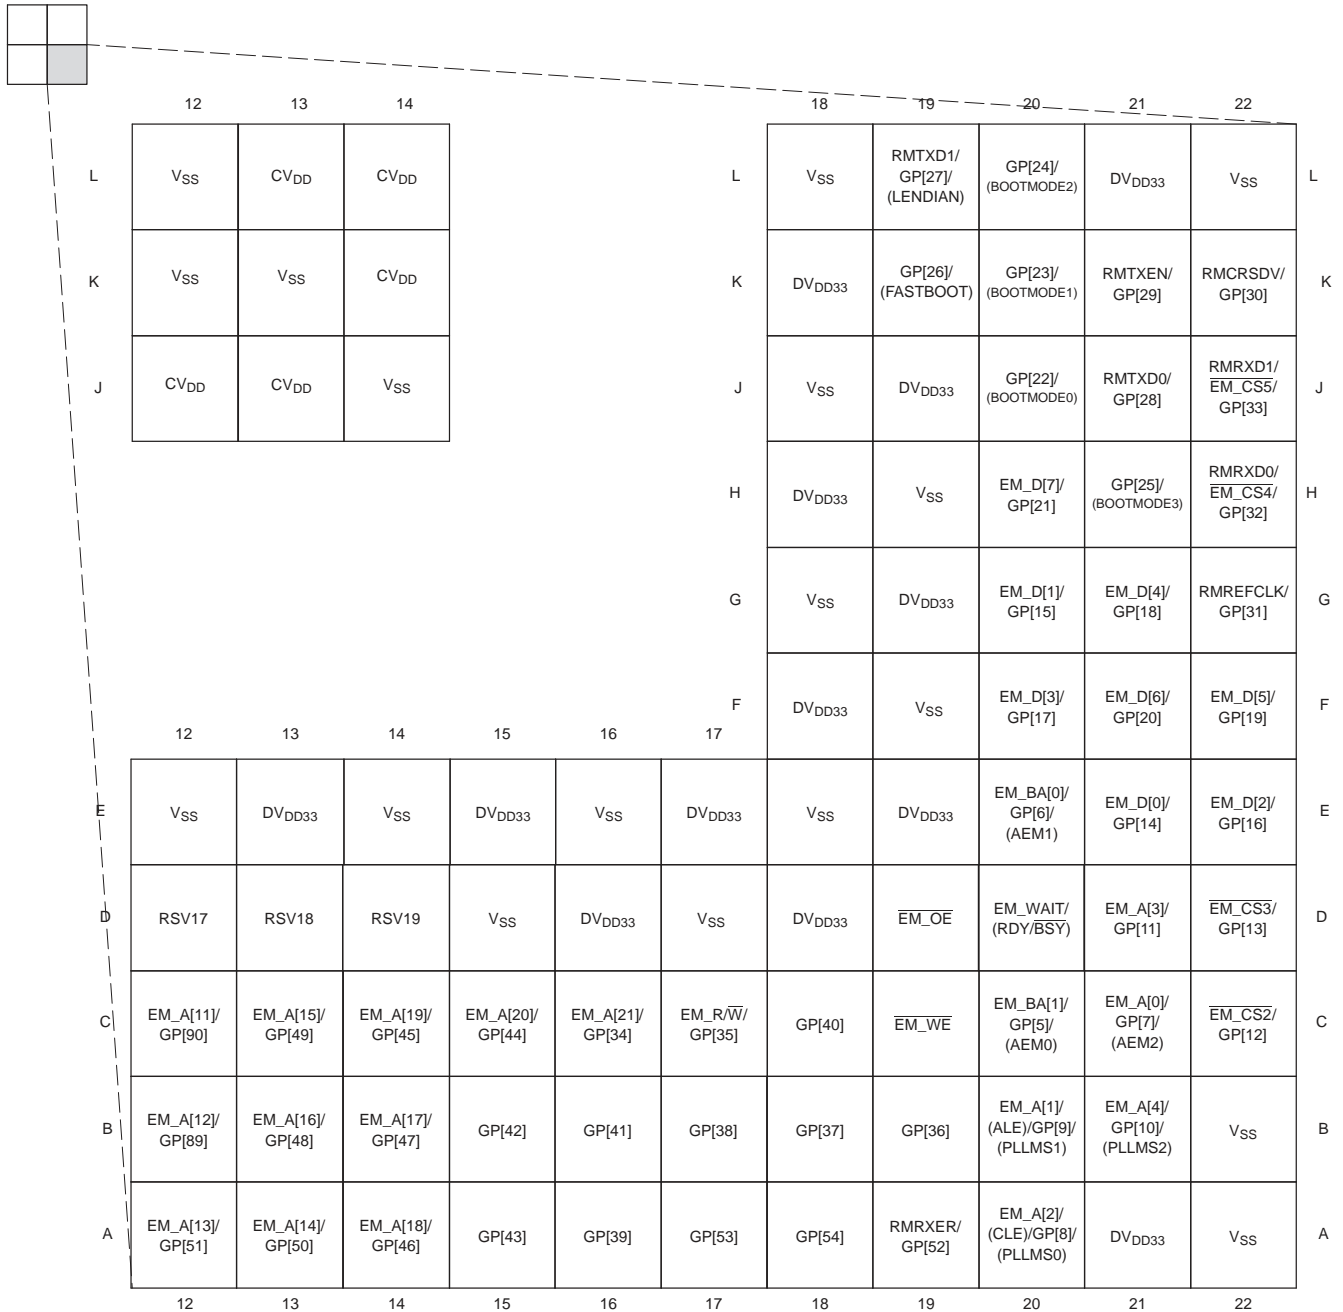 12 13 14 18 19 20 21 22
L VSS CVDD CVDD L VSS RMTXD1/ GP[27]/ (LENDIAN) GP[24]/ (BOOTMODE2) DVDD33 VSS L
K VSS VSS CVDD K DVDD33 GP[26]/ (FASTBOOT) GP[23]/ (BOOTMODE1) RMTXEN/ GP[29] RMCRSDV/ GP[30] K
J CVDD CVDD VSS J VSS DVDD33 GP[22]/ (BOOTMODE0) RMTXD0/ GP[28] RMRXD1/ EM_CS5/ GP[33] J
H DVDD33 VSS EM_D[7]/ GP[21] GP[25]/ (BOOTMODE3) RMRXD0/ EM_CS4/ GP[32] H
G VSS DVDD33 EM_D[1]/ GP[15] EM_D[4]/ GP[18] RMREFCLK/ GP[31] G
F DVDD33 VSS EM_D[3]/ GP[17] EM_D[6]/ GP[20] EM_D[5]/ GP[19] F
12 13 14 15 16 17
E VSS DVDD33 VSS DVDD33 VSS DVDD33 VSS DVDD33 EM_BA[0]/ GP[6]/ (AEM1) EM_D[0]/ GP[14] EM_D[2]/ GP[16] E
D RSV17 RSV18 RSV19 VSS DVDD33 VSS DVDD33 EM_OE EM_WAIT/ (RDY/BSY) EM_A[3]/ GP[11] EM_CS3/ GP[13] D
C EM_A[11]/ GP[90] EM_A[15]/ GP[49] EM_A[19]/ GP[45] EM_A[20]/ GP[44] EM_A[21]/ GP[34] EM_R/W/ GP[35] GP[40] EM_WE EM_BA[1]/ GP[5]/ (AEM0) EM_A[0]/ GP[7]/ (AEM2) EM_CS2/ GP[12] C
B EM_A[12]/ GP[89] EM_A[16]/ GP[48] EM_A[17]/ GP[47] GP[42] GP[41] GP[38] GP[37] GP[36] EM_A[1]/ (ALE)/GP[9]/ (PLLMS1) EM_A[4]/ GP[10]/ (PLLMS2) VSS B
A EM_A[13]/ GP[51] EM_A[14]/ GP[50] EM_A[18]/ GP[46] GP[43] GP[39] GP[53] GP[54] RMRXER/ GP[52] EM_A[2]/ (CLE)/GP[8]/ (PLLMS0) DVDD33 VSS A
12 13 14 15 16 17 18 19 20 21 22